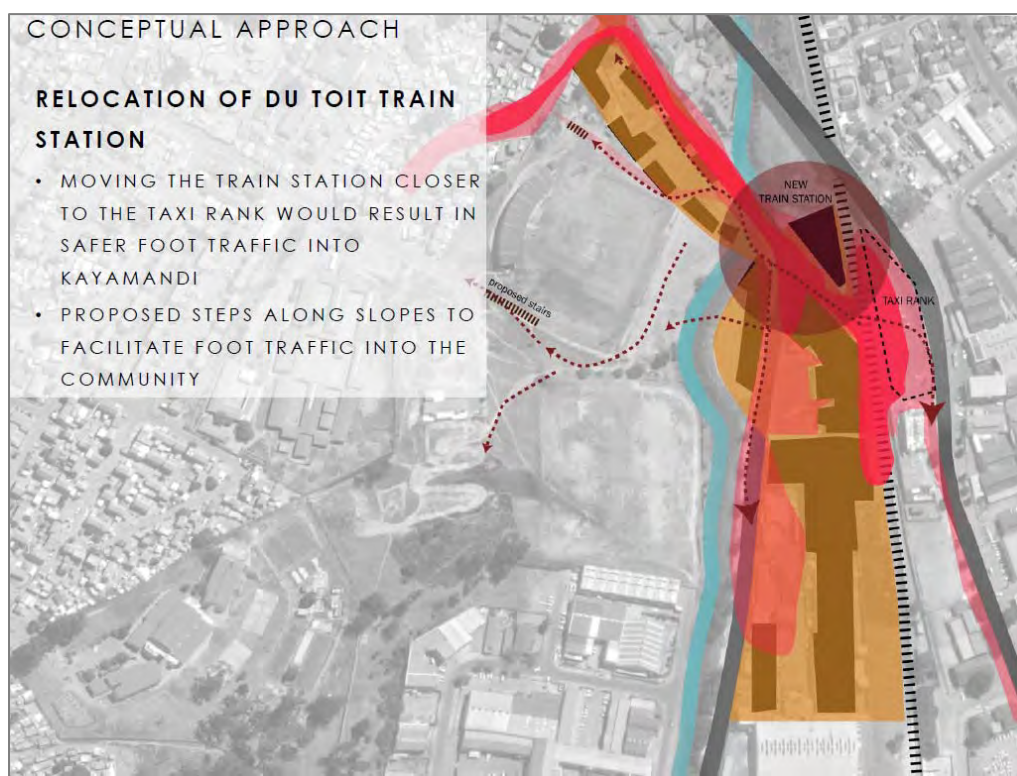 CONCEPTUAL APPROACH
RELOCATION OF DU TOIT TRAIN
STATION
• MOVING THE TRAIN STATION CLOSER
TO THE TAXI RANK WOULD RESULT IN
SAFER FOOT TRAFFIC INTO
KAYAMANDI
• PROPOSED STEPS ALONG SLOPES TO
FACILITATE FOOT TRAFFIC INTO THE
COMMUNITY
NEW
TRAIN STATION
TAXI RANK
proposed stairs